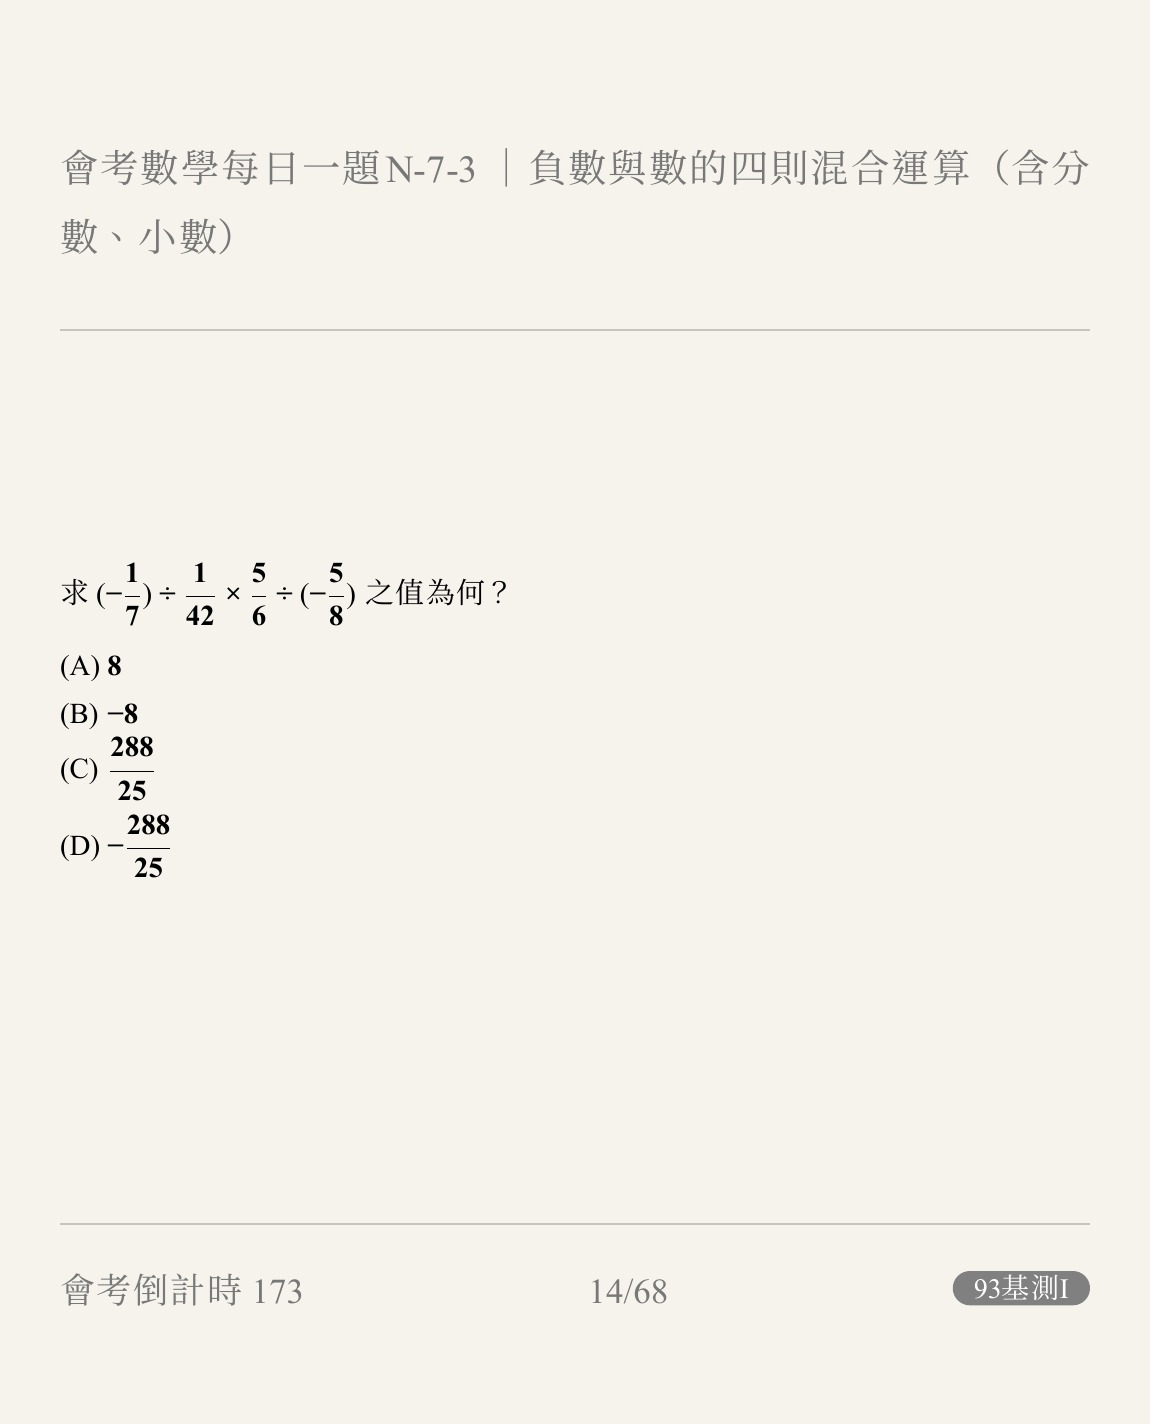 會考數學每日一題N-7-3 ｜負數與數的四則混合運算（含分
數、小數）
求 (−1/7) ÷ 1/42 × 5/6 ÷ (−5/8) 之值為何？
(A) 8
(B) −8
(C) 288/25
(D) −288/25
會考倒計時 173
14/68
93基測I